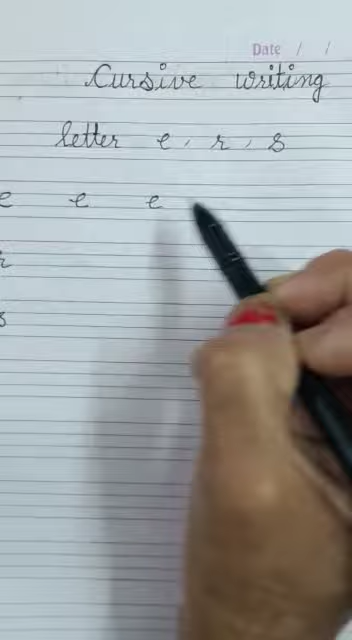 Date / /
Cursive writing
letter e, r, s
e e e
r
s